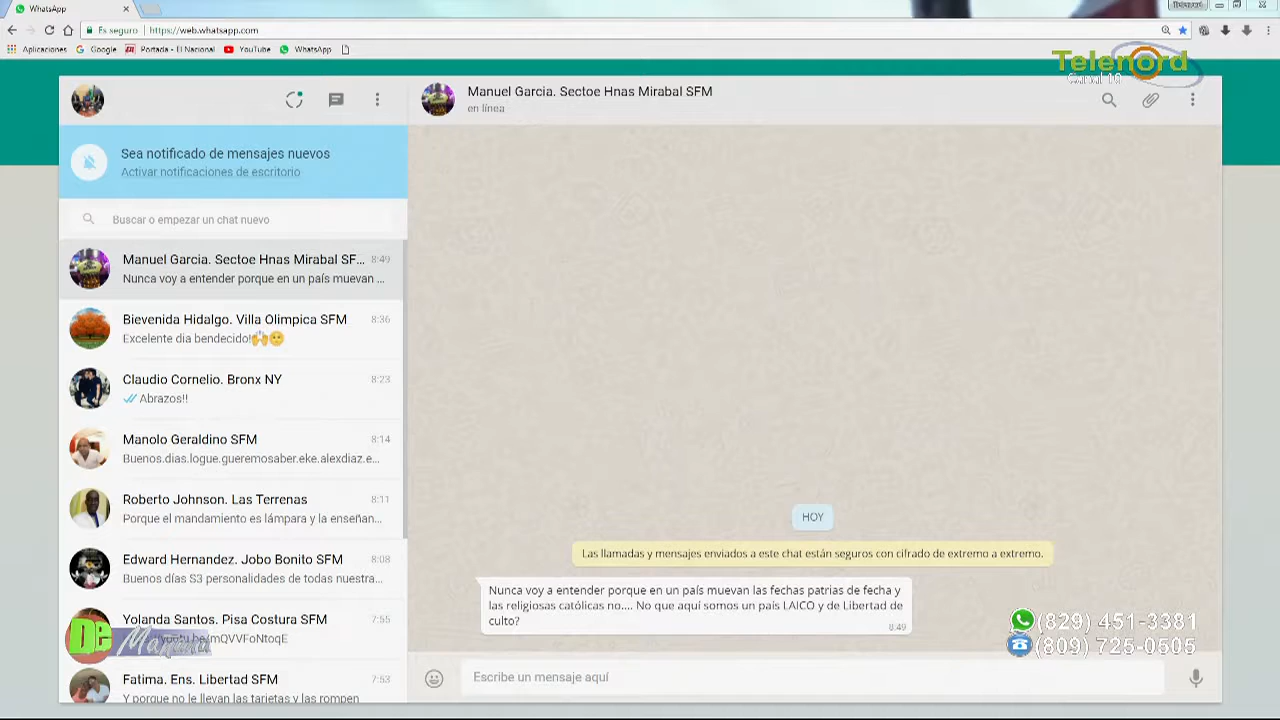 WhatsApp
Telenord
Es seguro | https://web.whatsapp.com
Aplicaciones Google Portada - El Nacional YouTube WhatsApp
Telenord
Canal 10
Manuel Garcia. Sectoe Hnas Mirabal SFM
en línea
Sea notificado de mensajes nuevos
Activar notificaciones de escritorio
Buscar o empezar un chat nuevo
Manuel Garcia. Sectoe Hnas Mirabal SF... 8:49
Nunca voy a entender porque en un país muevan ...
Bievenida Hidalgo. Villa Olimpica SFM 8:36
Excelente dia bendecido!🙌😊
Claudio Cornelio. Bronx NY 8:23
Abrazos!!
Manolo Geraldino SFM 8:14
Buenos.dias.logue.gueremosaber.eke.alexdiaz.e...
Roberto Johnson. Las Terrenas 8:11
Porque el mandamiento es lámpara y la enseñan...
Edward Hernandez. Jobo Bonito SFM 8:08
Buenos días S3 personalidades de todas nuestra...
Yolanda Santos. Pisa Costura SFM 7:55
youtu.be/mQVVFoNtoqE
De Mañana
Fatima. Ens. Libertad SFM 7:53
Y porque no le llevan las tarjetas y las rompen
HOY
Las llamadas y mensajes enviados a este chat están seguros con cifrado de extremo a extremo.
Nunca voy a entender porque en un país muevan las fechas patrias de fecha y
las religiosas católicas no.... No que aquí somos un país LAICO y de Libertad de
culto?
8:49
(829) 451-3381
(809) 725-0505
Escribe un mensaje aquí